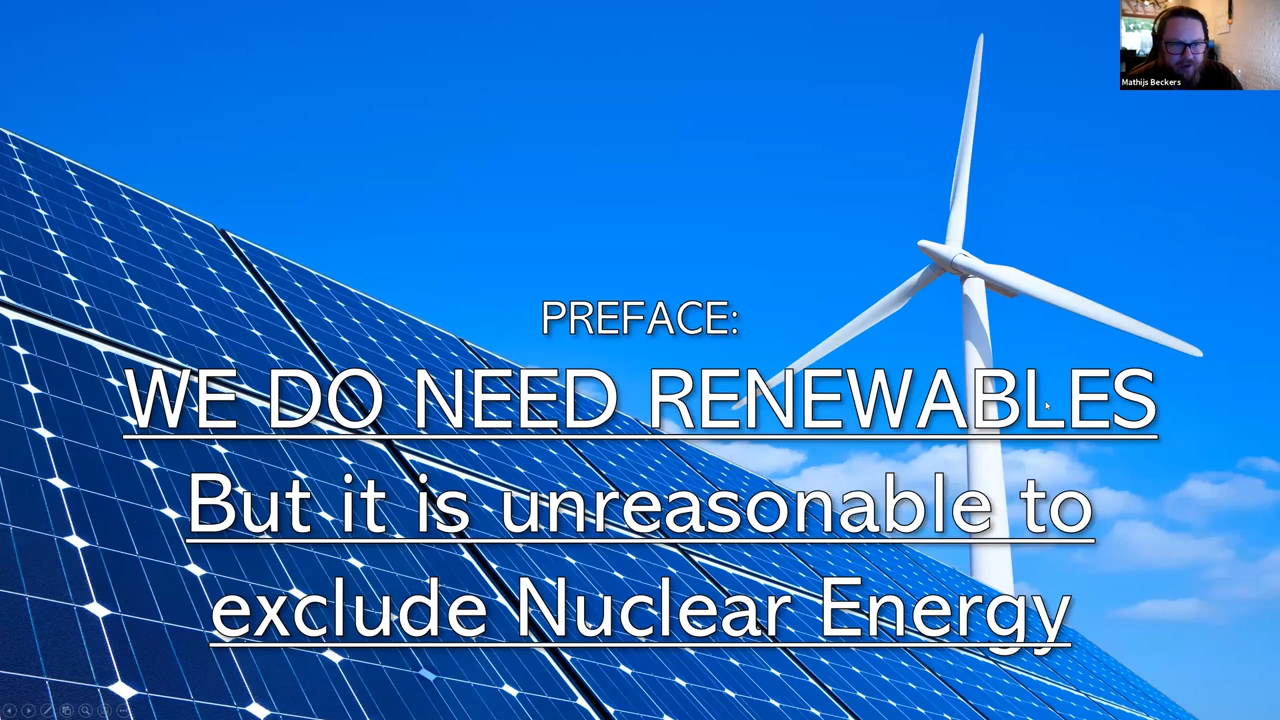 Mathijs Beckers
PREFACE:
WE DO NEED RENEWABLES
But it is unreasonable to
exclude Nuclear Energy